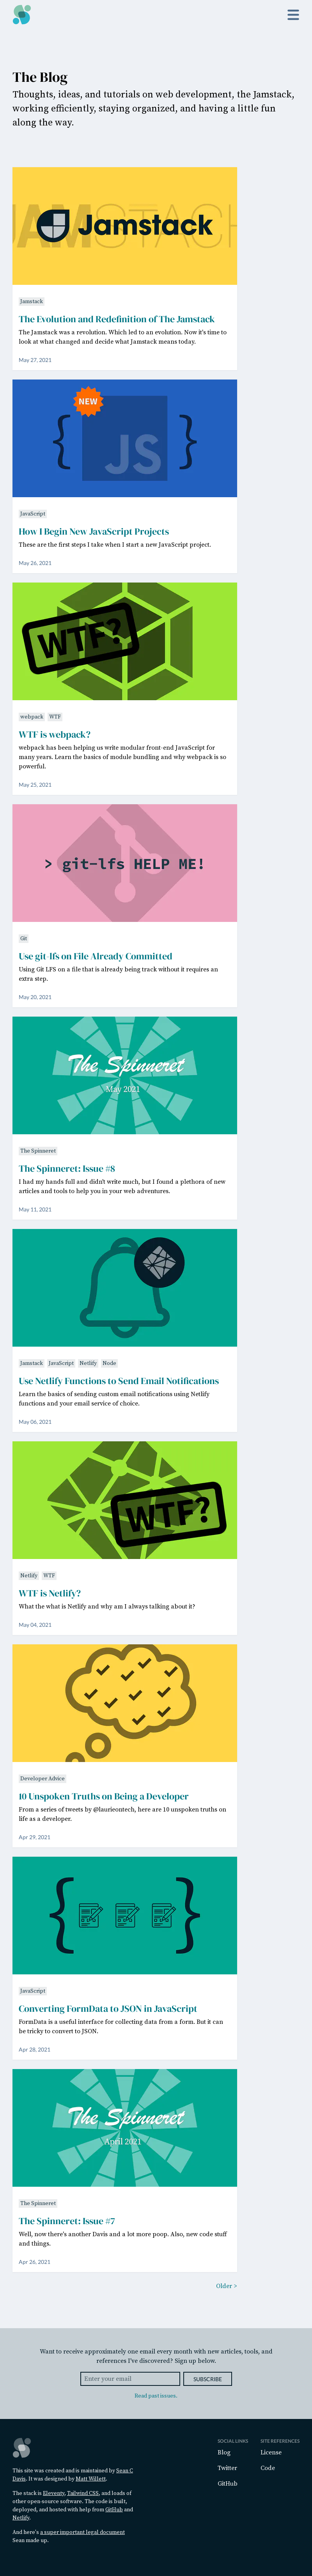 The Blog
Thoughts, ideas, and tutorials on web development, the Jamstack,
working efficiently, staying organized, and having a little fun
along the way.
JAMSTACK
Jamstack
Jamstack
The Evolution and Redefinition of The Jamstack
The Jamstack was a revolution. Which led to an evolution. Now it's time to
look at what changed and decide what Jamstack means today.
May 27, 2021
NEW
{ JS }
JavaScript
How I Begin New JavaScript Projects
These are the first steps I take when I start a new JavaScript project.
May 26, 2021
WTF?
webpack WTF
WTF is webpack?
webpack has been helping us write modular front-end JavaScript for
many years. Learn the basics of module bundling and why webpack is so
powerful.
May 25, 2021
> git-lfs HELP ME!
Git
Use git-lfs on File Already Committed
Using Git LFS on a file that is already being track without it requires an
extra step.
May 20, 2021
The Spinneret
May 2021
The Spinneret
The Spinneret: Issue #8
I had my hands full and didn't write much, but I found a plethora of new
articles and tools to help you in your web adventures.
May 11, 2021
Jamstack JavaScript Netlify Node
Use Netlify Functions to Send Email Notifications
Learn the basics of sending custom email notifications using Netlify
functions and your email service of choice.
May 06, 2021
WTF?
Netlify WTF
WTF is Netlify?
What the what is Netlify and why am I always talking about it?
May 04, 2021
Developer Advice
10 Unspoken Truths on Being a Developer
From a series of tweets by @laurieontech, here are 10 unspoken truths on
life as a developer.
Apr 29, 2021
{ }
JavaScript
Converting FormData to JSON in JavaScript
FormData is a useful interface for collecting data from a form. But it can
be tricky to convert to JSON.
Apr 28, 2021
The Spinneret
April 2021
The Spinneret
The Spinneret: Issue #7
Well, now there's another Davis and a lot more poop. Also, new code stuff
and things.
Apr 26, 2021
Older >
Want to receive approximately one email every month with new articles, tools, and
references I've discovered? Sign up below.
Enter your email
SUBSCRIBE
Read past issues.
This site was created and is maintained by Sean C
Davis. It was designed by Matt Willett.
The stack is Eleventy, Tailwind CSS, and loads of
other open-source software. The code is built,
deployed, and hosted with help from GitHub and
Netlify.
And here's a super important legal document
Sean made up.
SOCIAL LINKS
Blog
Twitter
GitHub
SITE REFERENCES
License
Code